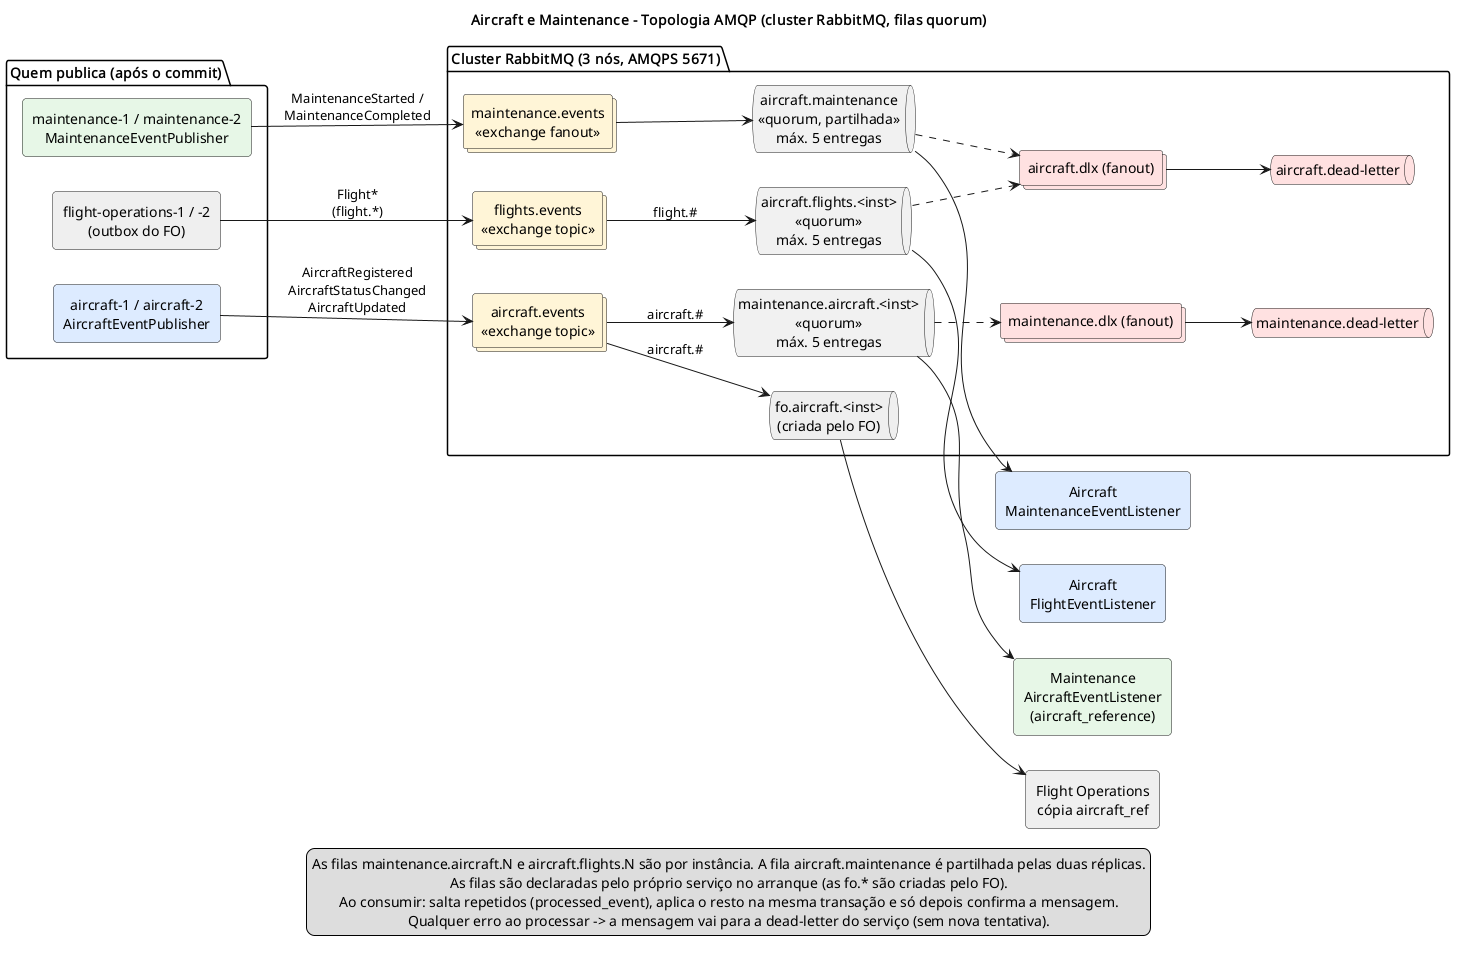 Aircraft e Maintenance - Topologia AMQP (cluster RabbitMQ, filas quorum)
Quem publica (após o commit)
maintenance-1 / maintenance-2
MaintenanceEventPublisher
flight-operations-1 / -2
(outbox do FO)
aircraft-1 / aircraft-2
AircraftEventPublisher
MaintenanceStarted /
MaintenanceCompleted
Flight*
(flight.*)
AircraftRegistered
AircraftStatusChanged
AircraftUpdated
Cluster RabbitMQ (3 nós, AMQPS 5671)
maintenance.events
«exchange fanout»
flights.events
«exchange topic»
aircraft.events
«exchange topic»
flight.#
aircraft.#
aircraft.#
aircraft.maintenance
«quorum, partilhada»
máx. 5 entregas
aircraft.flights.<inst>
«quorum»
máx. 5 entregas
maintenance.aircraft.<inst>
«quorum»
máx. 5 entregas
fo.aircraft.<inst>
(criada pelo FO)
aircraft.dlx (fanout)
aircraft.dead-letter
maintenance.dlx (fanout)
maintenance.dead-letter
Aircraft
MaintenanceEventListener
Aircraft
FlightEventListener
Maintenance
AircraftEventListener
(aircraft_reference)
Flight Operations
cópia aircraft_ref
As filas maintenance.aircraft.N e aircraft.flights.N são por instância. A fila aircraft.maintenance é partilhada pelas duas réplicas.
As filas são declaradas pelo próprio serviço no arranque (as fo.* são criadas pelo FO).
Ao consumir: salta repetidos (processed_event), aplica o resto na mesma transação e só depois confirma a mensagem.
Qualquer erro ao processar -> a mensagem vai para a dead-letter do serviço (sem nova tentativa).